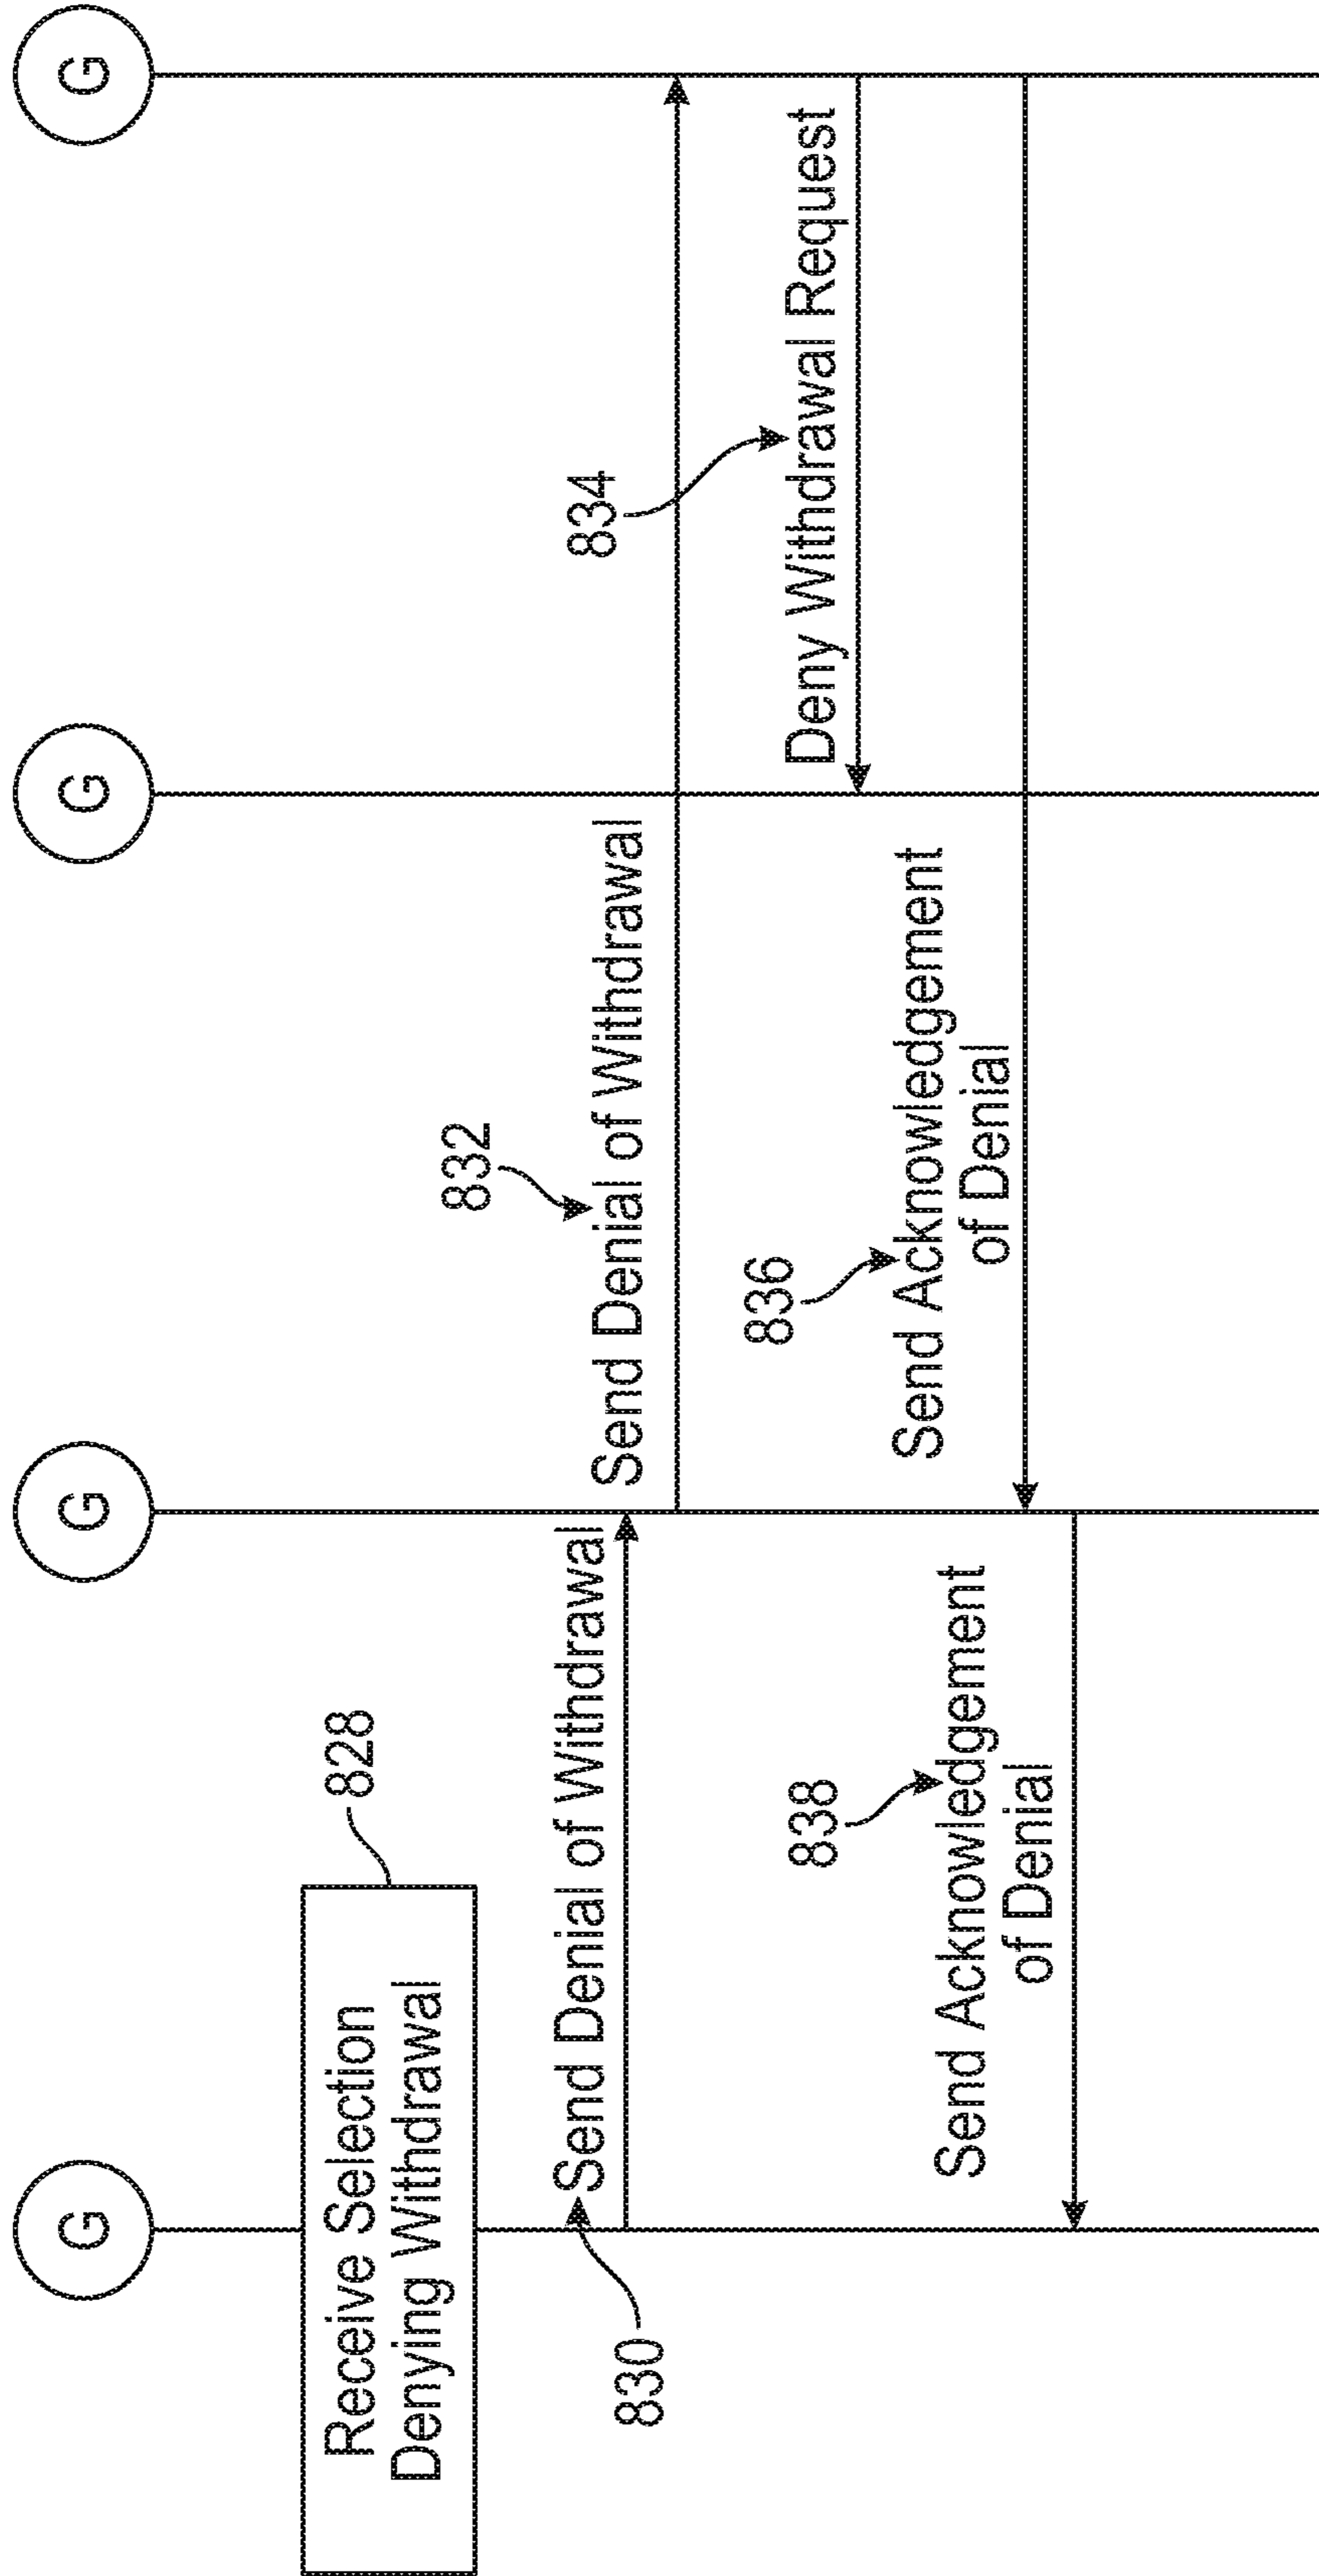 G
G
G
G
Receive Selection
Denying Withdrawal
828
830
Send Denial of Withdrawal
832
Send Denial of Withdrawal
834
Deny Withdrawal Request
836
Send Acknowledgement
of Denial
838
Send Acknowledgement
of Denial